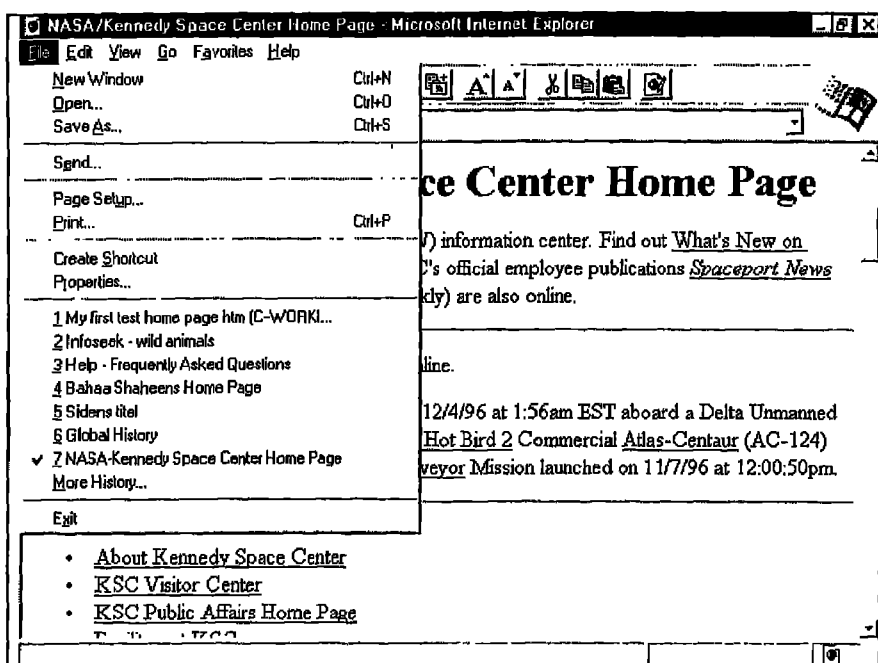 NASA/Kennedy Space Center Home Page - Microsoft Internet Explorer
File Edit View Go Favorites Help
New Window Ctrl+N
Open... Ctrl+O
Save As... Ctrl+S
Send...
Page Setup...
Print... Ctrl+P
Create Shortcut
Properties...
1 My first test home page htm (C-WORKI...
2 Infoseek - wild animals
3 Help - Frequently Asked Questions
4 Bahaa Shaheens Home Page
5 Sidens titel
6 Global History
7 NASA-Kennedy Space Center Home Page
More History...
Exit
A A
ce Center Home Page
) information center. Find out What's New on
C's official employee publications Spaceport News
kly) are also online.
line.
12/4/96 at 1:56am EST aboard a Delta Unmanned
Hot Bird 2 Commercial Atlas-Centaur (AC-124)
veyor Mission launched on 11/7/96 at 12:00:50pm.
• About Kennedy Space Center
• KSC Visitor Center
• KSC Public Affairs Home Page